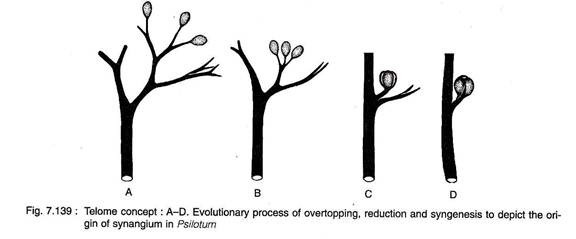 A B C D
Fig. 7.139 : Telome concept : A–D. Evolutionary process of overtopping, reduction and syngenesis to depict the ori-
gin of synangium in Psilotum